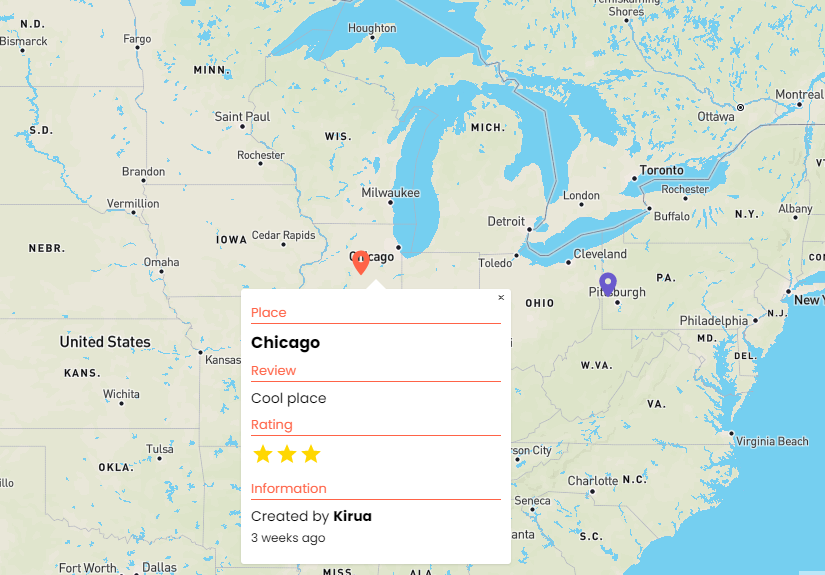 Temiskaming
Shores
N.D.
Bismarck
Fargo
Houghton
MINN.
Montreal
Ottawa
Saint Paul
S.D.
WIS.
MICH.
Rochester
Toronto
VT
Brandon
London
Rochester
Milwaukee
Vermillion
Buffalo
N.Y.
Albany
Detroit
IOWA
Cedar Rapids
NEBR.
Cleveland
Chicago
Toledo
Omaha
PA.
OHIO
New Y
N.J.
Philadelphia
MD.
DEL.
United States
Kansas
KANS.
W.VA.
Wichita
VA.
Virginia Beach
Tulsa
OKLA.
son City
Charlotte
N.C.
Seneca
anta
S.C.
Fort Worth
Dallas
MISS.
ALA
×
Place
Chicago
Review
Cool place
Rating
Information
Created by Kirua
3 weeks ago